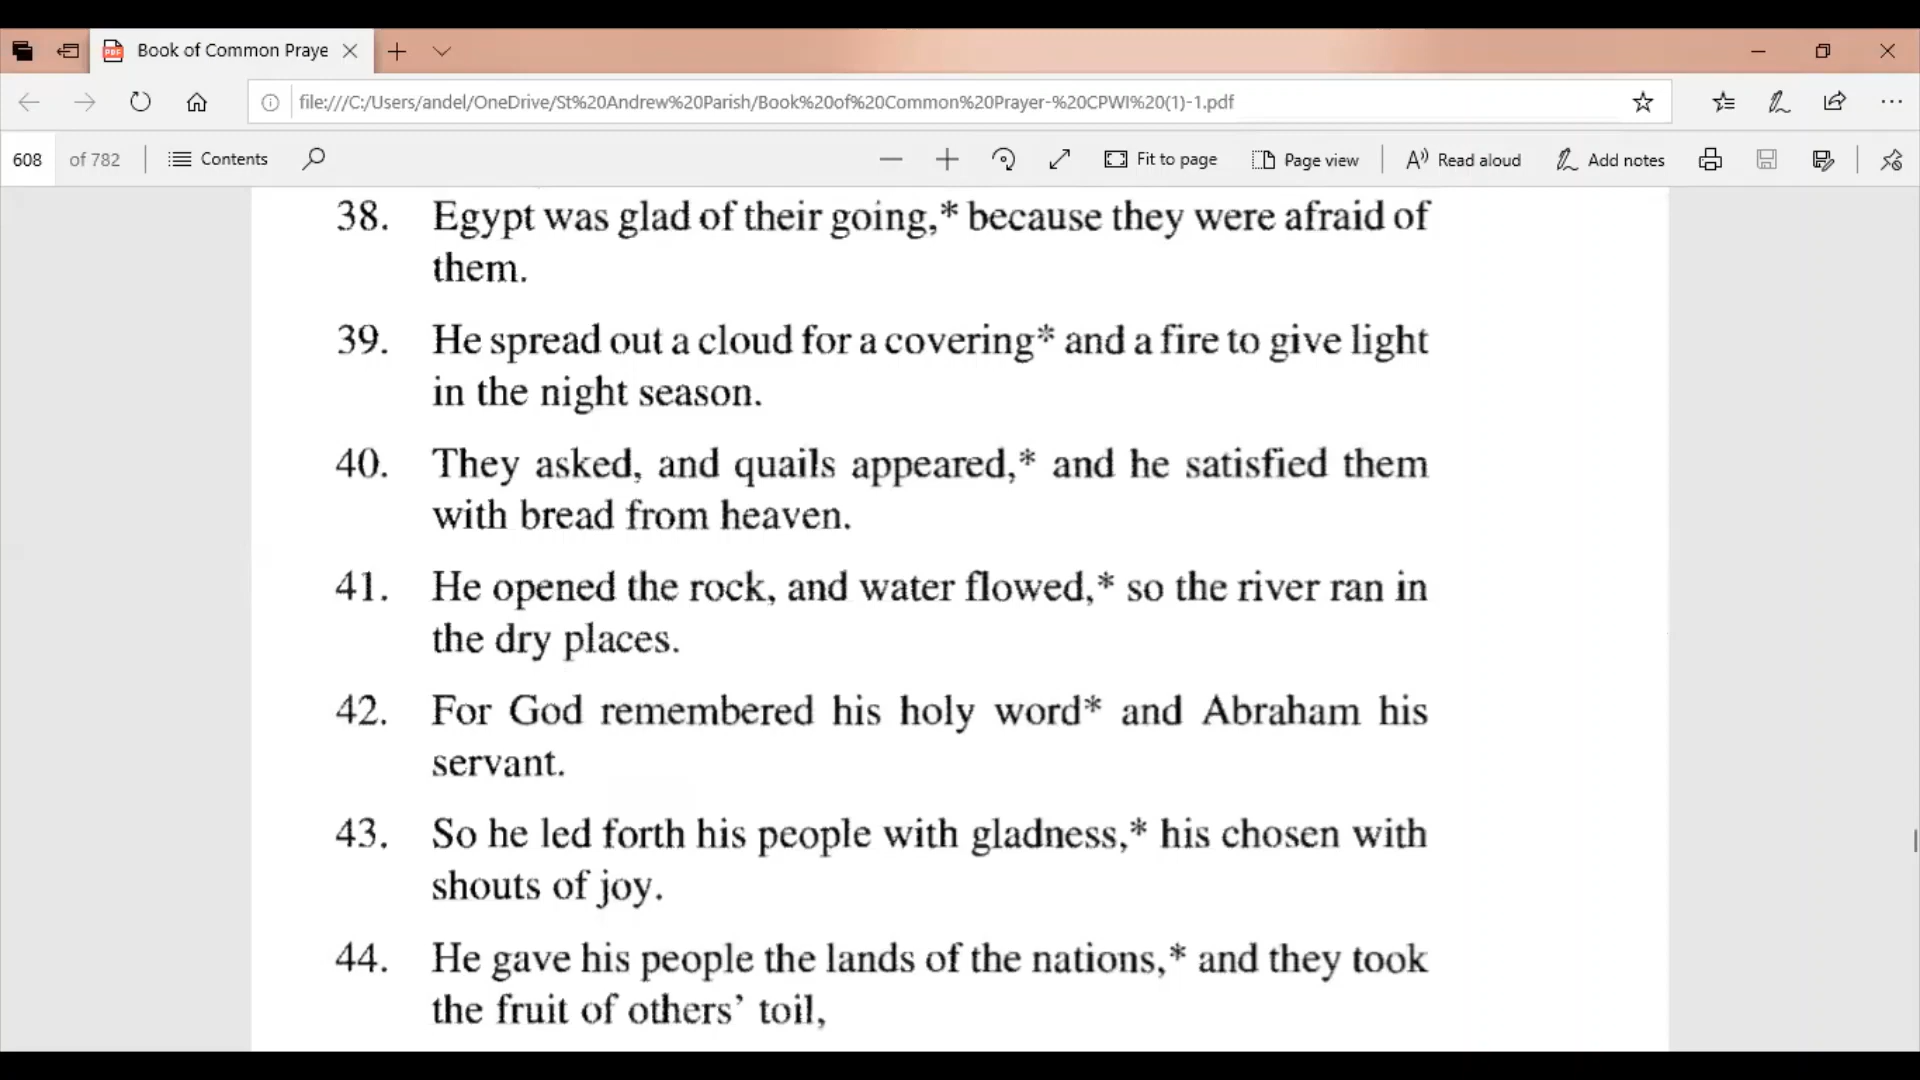 Book of Common Praye
file:///C:/Users/andel/OneDrive/St%20Andrew%20Parish/Book%20of%20Common%20Prayer-%20CPWI%20(1)-1.pdf
608 of 782 Contents Fit to page Page view Read aloud Add notes
38. Egypt was glad of their going,* because they were afraid of
them.
39. He spread out a cloud for a covering* and a fire to give light
in the night season.
40. They asked, and quails appeared,* and he satisfied them
with bread from heaven.
41. He opened the rock, and water flowed,* so the river ran in
the dry places.
42. For God remembered his holy word* and Abraham his
servant.
43. So he led forth his people with gladness,* his chosen with
shouts of joy.
44. He gave his people the lands of the nations,* and they took
the fruit of others’ toil,